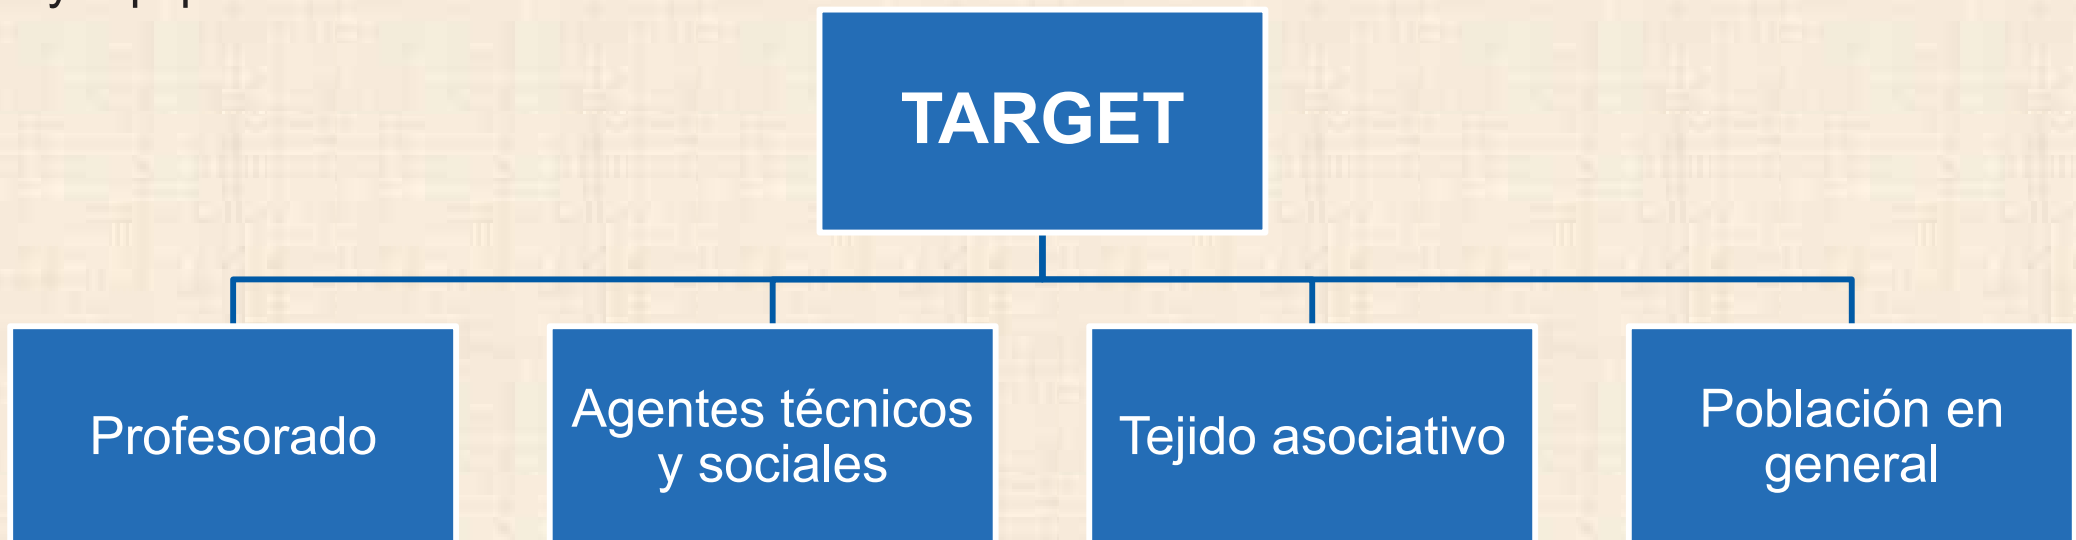 TARGET
Profesorado
Agentes técnicos
y sociales
Tejido asociativo
Población en
general